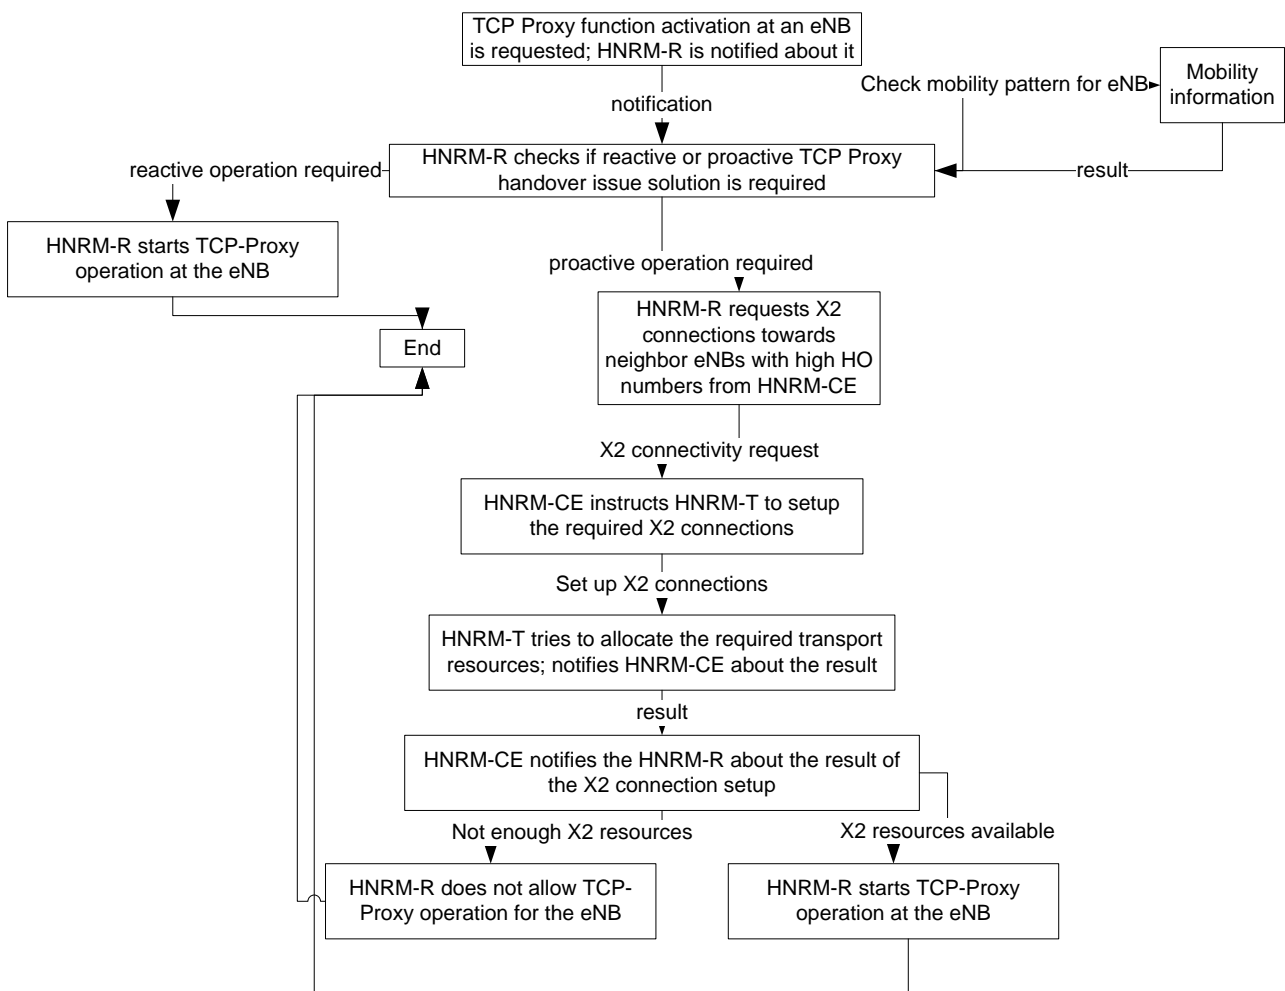 TCP Proxy function activation at an eNB
is requested; HNRM-R is notified about it
Check mobility pattern for eNB
Mobility
information
notification
HNRM-R checks if reactive or proactive TCP Proxy
handover issue solution is required
reactive operation required
result
HNRM-R starts TCP-Proxy
operation at the eNB
proactive operation required
End
HNRM-R requests X2
connections towards
neighbor eNBs with high HO
numbers from HNRM-CE
X2 connectivity request
HNRM-CE instructs HNRM-T to setup
the required X2 connections
Set up X2 connections
HNRM-T tries to allocate the required transport
resources; notifies HNRM-CE about the result
result
HNRM-CE notifies the HNRM-R about the result of
the X2 connection setup
Not enough X2 resources
X2 resources available
HNRM-R does not allow TCP-
Proxy operation for the eNB
HNRM-R starts TCP-Proxy
operation at the eNB